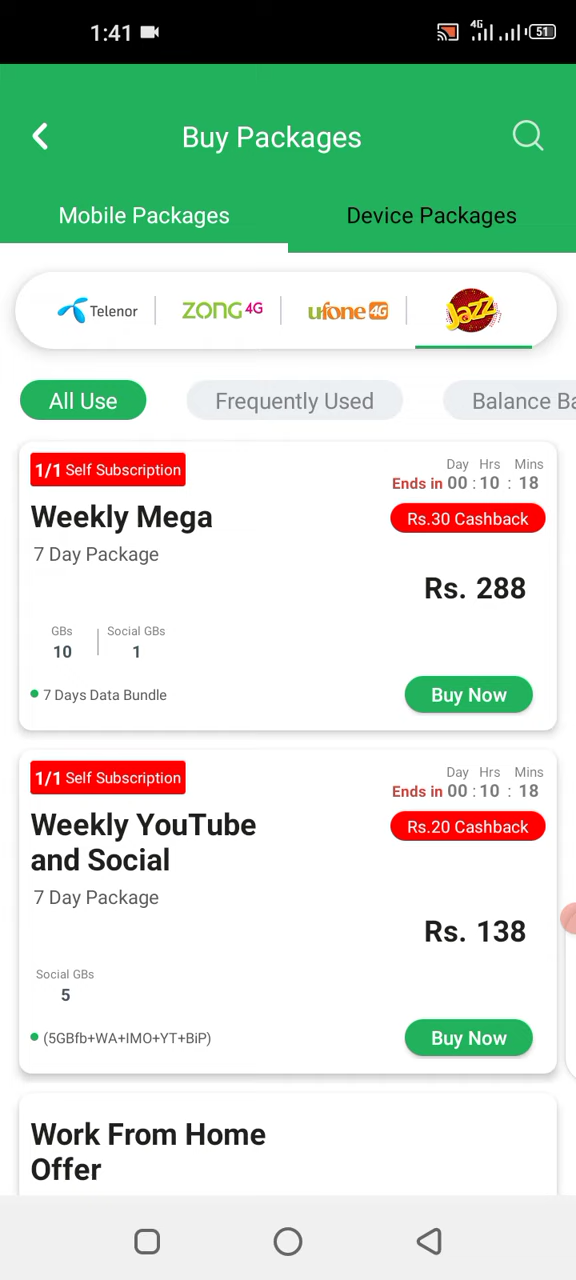 1:41
4G 51
Buy Packages
Mobile Packages Device Packages
Telenor ZONG4G ufone 4G Jazz
All Use Frequently Used Balance Ba
1/1 Self Subscription
Day Hrs Mins
Ends in 00 : 10 : 18
Weekly Mega
Rs.30 Cashback
7 Day Package
Rs. 288
GBs Social GBs
10 1
7 Days Data Bundle
Buy Now
1/1 Self Subscription
Day Hrs Mins
Ends in 00 : 10 : 18
Weekly YouTube
and Social
Rs.20 Cashback
7 Day Package
Rs. 138
Social GBs
5
(5GBfb+WA+IMO+YT+BiP)
Buy Now
Work From Home
Offer